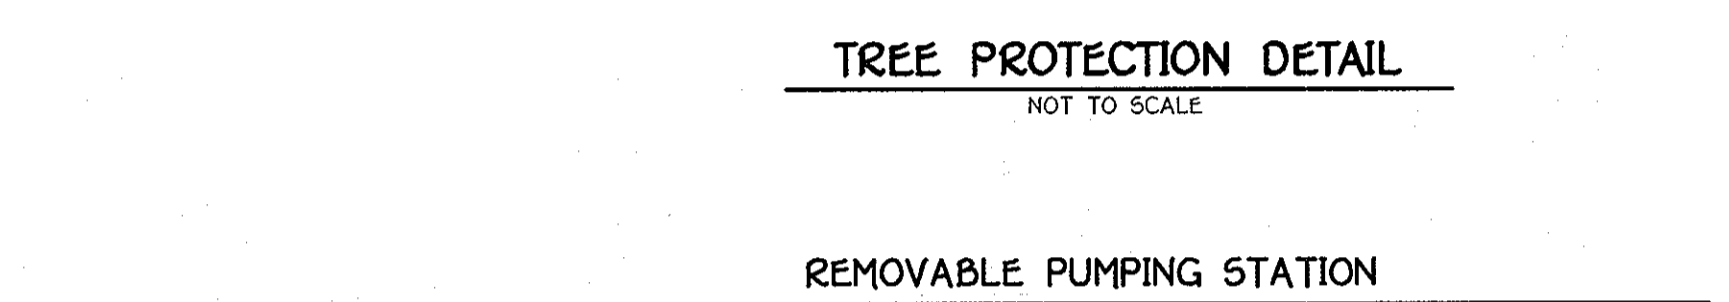 TREE PROTECTION DETAIL
NOT TO SCALE
REMOVABLE PUMPING STATION